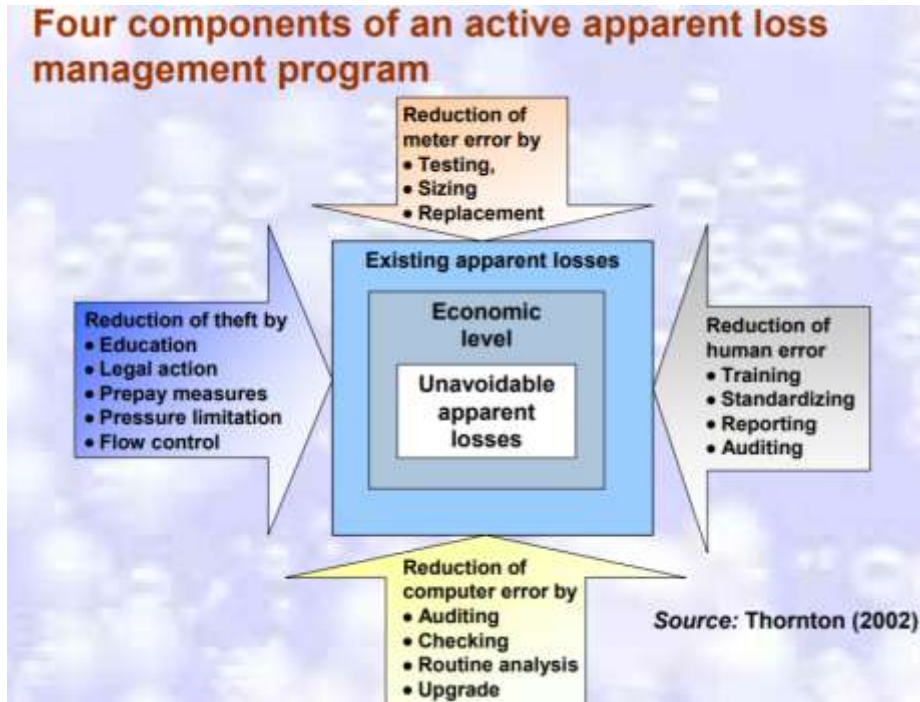 Four components of an active apparent loss
management program
Reduction of
meter error by
● Testing,
● Sizing
● Replacement
Existing apparent losses
Economic
level
Unavoidable
apparent
losses
Reduction of theft by
● Education
● Legal action
● Prepay measures
● Pressure limitation
● Flow control
Reduction of
human error
● Training
● Standardizing
● Reporting
● Auditing
Reduction of
computer error by
● Auditing
● Checking
● Routine analysis
● Upgrade
Source: Thornton (2002)